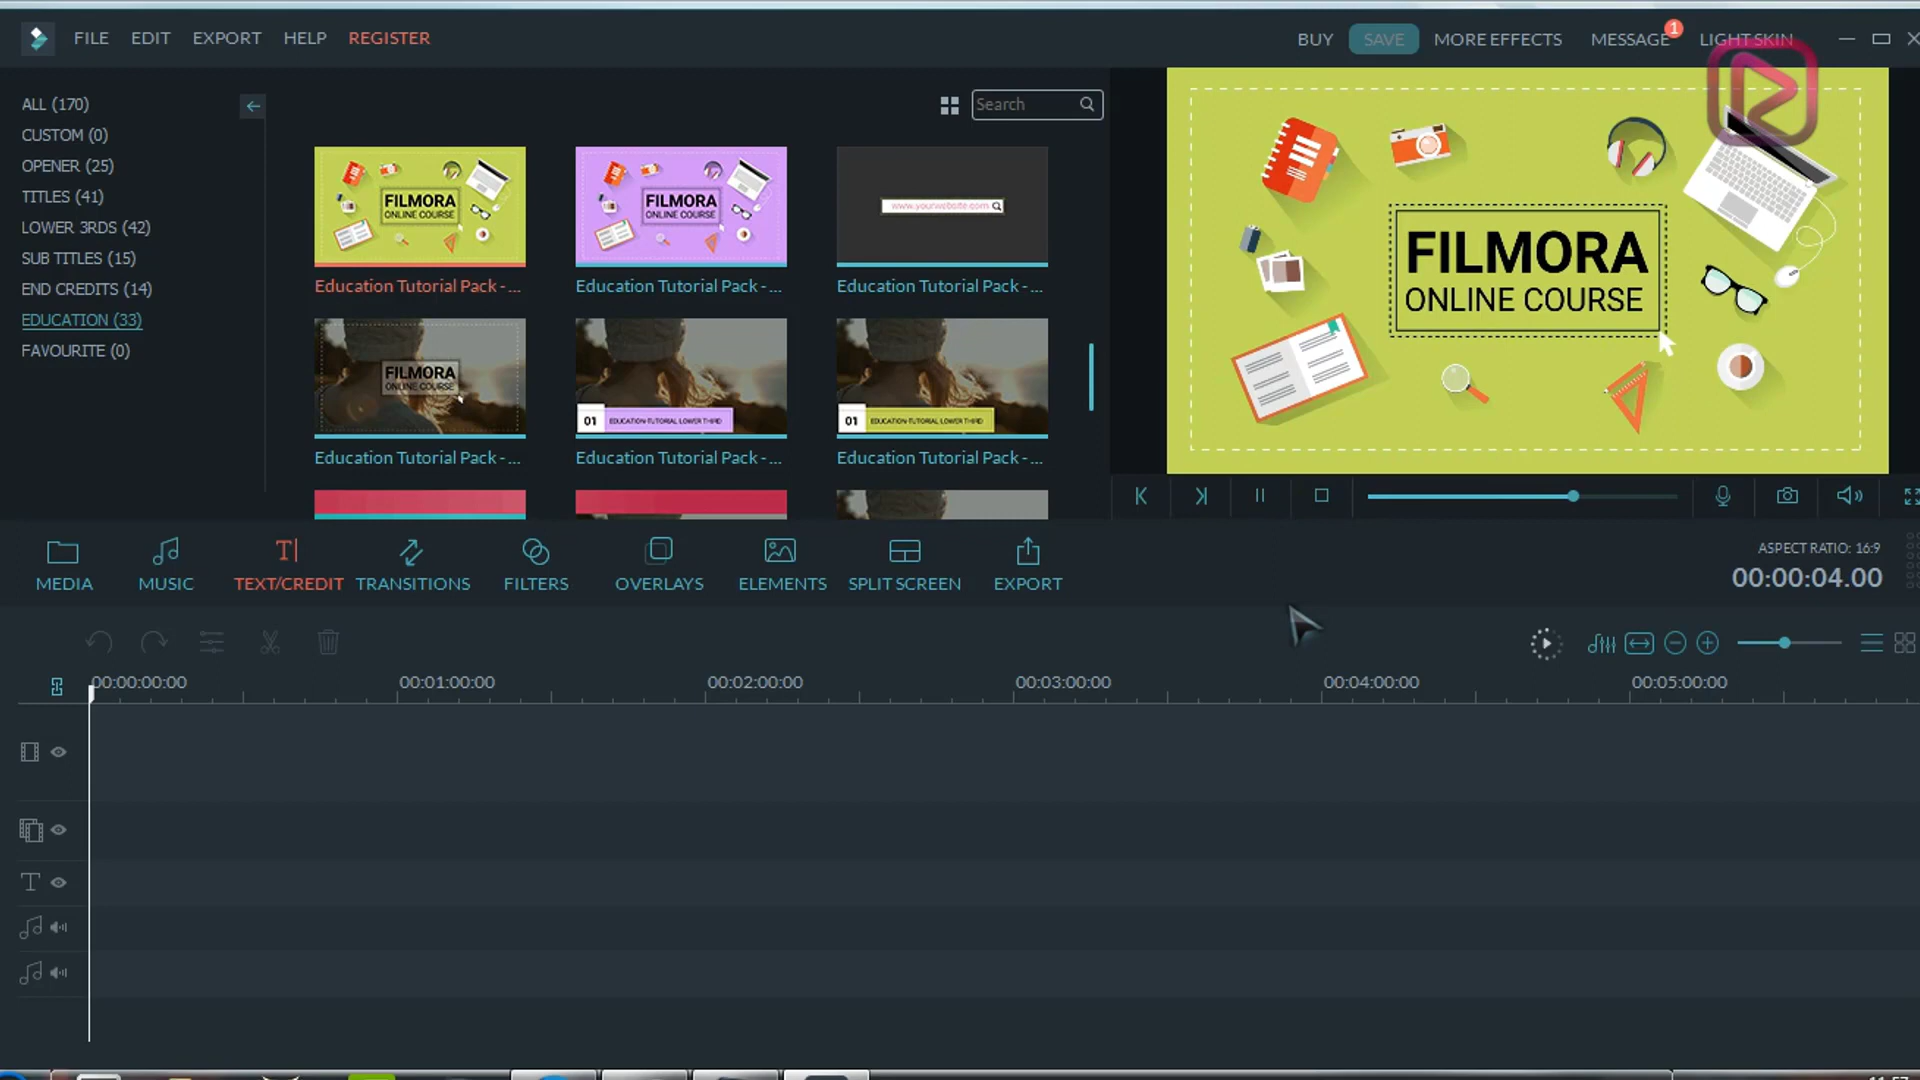 FILE EDIT EXPORT HELP REGISTER
BUY SAVE MORE EFFECTS MESSAGE 1 LIGHT SKIN
ALL (170)
CUSTOM (0)
OPENER (25)
TITLES (41)
LOWER 3RDS (42)
SUB TITLES (15)
END CREDITS (14)
EDUCATION (33)
FAVOURITE (0)
Search
FILMORA
ONLINE COURSE
FILMORA
ONLINE COURSE
www.yourwebsite.com
Education Tutorial Pack - ...
Education Tutorial Pack - ...
Education Tutorial Pack - ...
FILMORA
ONLINE COURSE
01 EDUCATION-TUTORIAL LOWER THIRD
01 EDUCATION-TUTORIAL LOWER THIRD
Education Tutorial Pack - ...
Education Tutorial Pack - ...
Education Tutorial Pack - ...
FILMORA
ONLINE COURSE
MEDIA MUSIC TEXT/CREDIT TRANSITIONS FILTERS OVERLAYS ELEMENTS SPLIT SCREEN EXPORT
ASPECT RATIO: 16:9
00:00:04.00
00:00:00:00 00:01:00:00 00:02:00:00 00:03:00:00 00:04:00:00 00:05:00:00